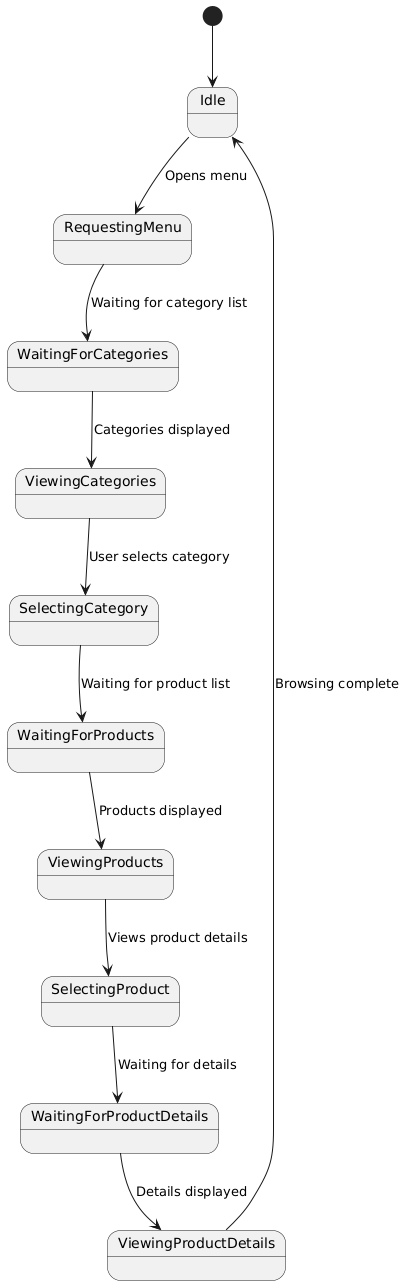 Idle
Opens menu
RequestingMenu
Waiting for category list
WaitingForCategories
Categories displayed
ViewingCategories
User selects category
SelectingCategory
Waiting for product list
Browsing complete
WaitingForProducts
Products displayed
ViewingProducts
Views product details
SelectingProduct
Waiting for details
WaitingForProductDetails
Details displayed
ViewingProductDetails